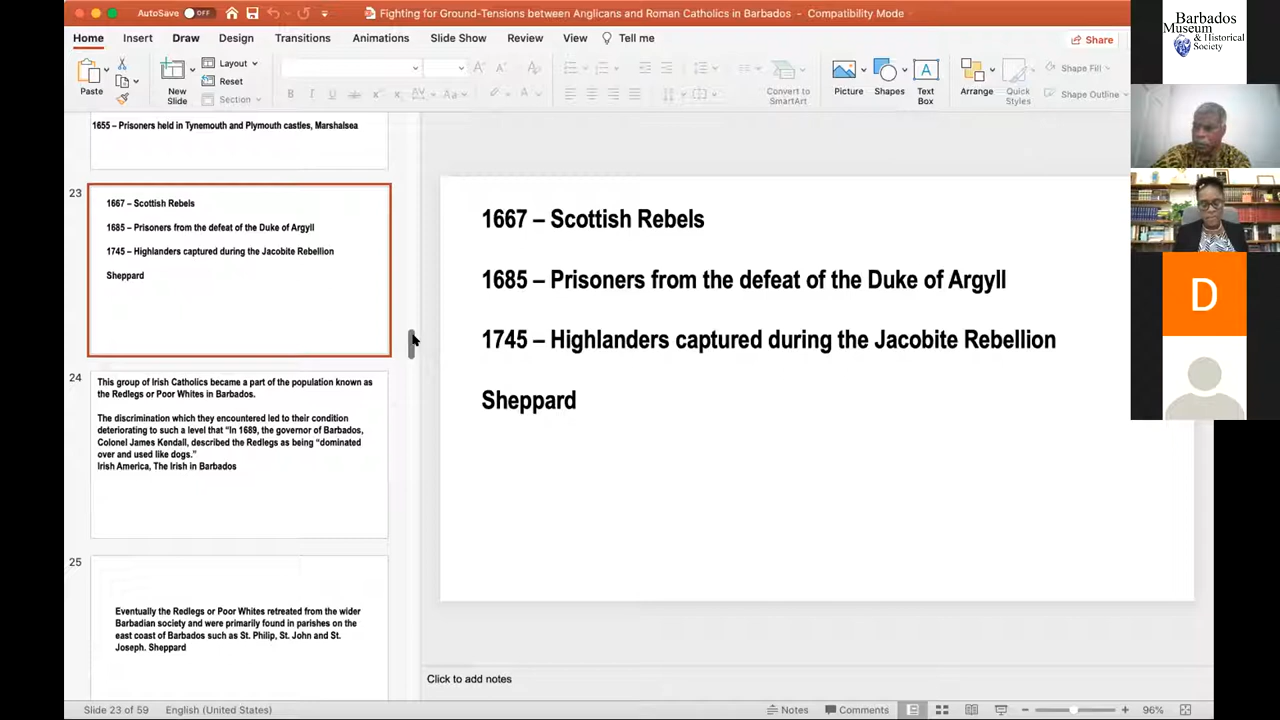 AutoSave OFF
Fighting for Ground-Tensions between Anglicans and Roman Catholics in Barbados - Compatibility Mode
Home Insert Draw Design Transitions Animations Slide Show Review View Tell me
Share
Paste
New
Slide
Layout
Reset
Section
Convert to
SmartArt
Picture
Shapes
Text
Box
Arrange
Quick
Styles
Shape Fill
Shape Outline
Barbados
Museum
& Historical
Society
1655 – Prisoners held in Tynemouth and Plymouth castles, Marshalsea
23
1667 – Scottish Rebels
1685 – Prisoners from the defeat of the Duke of Argyll
1745 – Highlanders captured during the Jacobite Rebellion
Sheppard
24
This group of Irish Catholics became a part of the population known as
the Redlegs or Poor Whites in Barbados.
The discrimination which they encountered led to their condition
deteriorating to such a level that “In 1689, the governor of Barbados,
Colonel James Kendall, described the Redlegs as being “dominated
over and used like dogs.”
Irish America, The Irish in Barbados
25
Eventually the Redlegs or Poor Whites retreated from the wider
Barbadian society and were primarily found in parishes on the
east coast of Barbados such as St. Philip, St. John and St.
Joseph. Sheppard
1667 – Scottish Rebels
1685 – Prisoners from the defeat of the Duke of Argyll
1745 – Highlanders captured during the Jacobite Rebellion
Sheppard
D
Click to add notes
Slide 23 of 59 English (United States) Notes Comments 96%